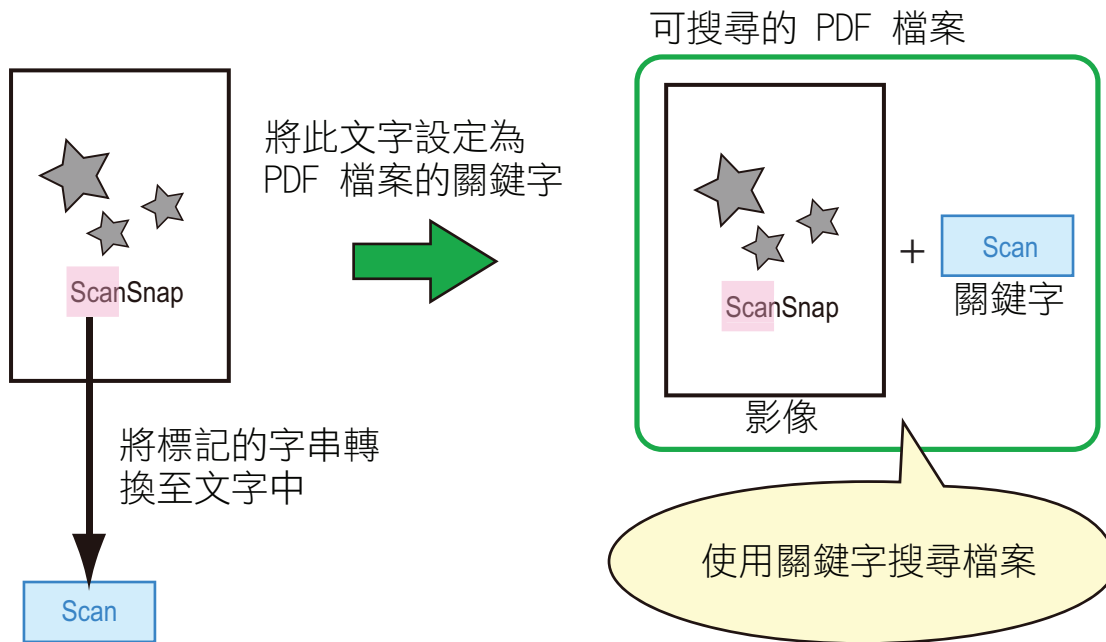 可搜尋的 PDF 檔案
將此文字設定為
PDF 檔案的關鍵字
ScanSnap
ScanSnap
+
Scan
關鍵字
影像
將標記的字串轉
換至文字中
使用關鍵字搜尋檔案
Scan